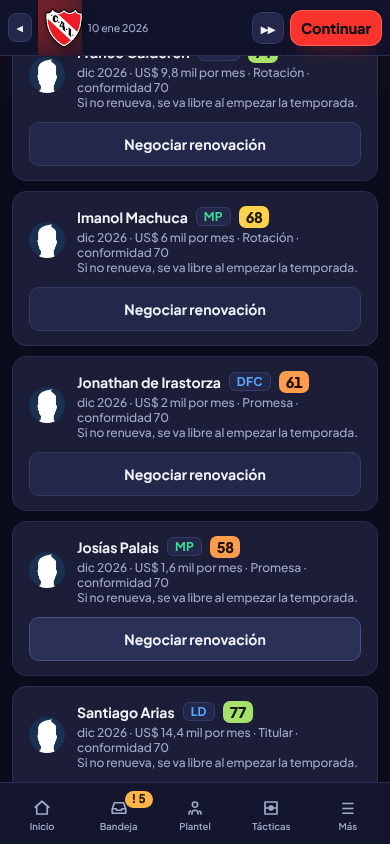 ◂
C.A.I.
10 ene 2026
▸▸
Continuar
dic 2026 · US$ 9,8 mil por mes · Rotación ·
conformidad 70
Si no renueva, se va libre al empezar la temporada.
Negociar renovación
Imanol Machuca MP 68
dic 2026 · US$ 6 mil por mes · Rotación ·
conformidad 70
Si no renueva, se va libre al empezar la temporada.
Negociar renovación
Jonathan de Irastorza DFC 61
dic 2026 · US$ 2 mil por mes · Promesa ·
conformidad 70
Si no renueva, se va libre al empezar la temporada.
Negociar renovación
Josías Palais MP 58
dic 2026 · US$ 1,6 mil por mes · Promesa ·
conformidad 70
Si no renueva, se va libre al empezar la temporada.
Negociar renovación
Santiago Arias LD 77
dic 2026 · US$ 14,4 mil por mes · Titular ·
conformidad 70
Si no renueva, se va libre al empezar la temporada.
! 5
Inicio
Bandeja
Plantel
Tácticas
Más